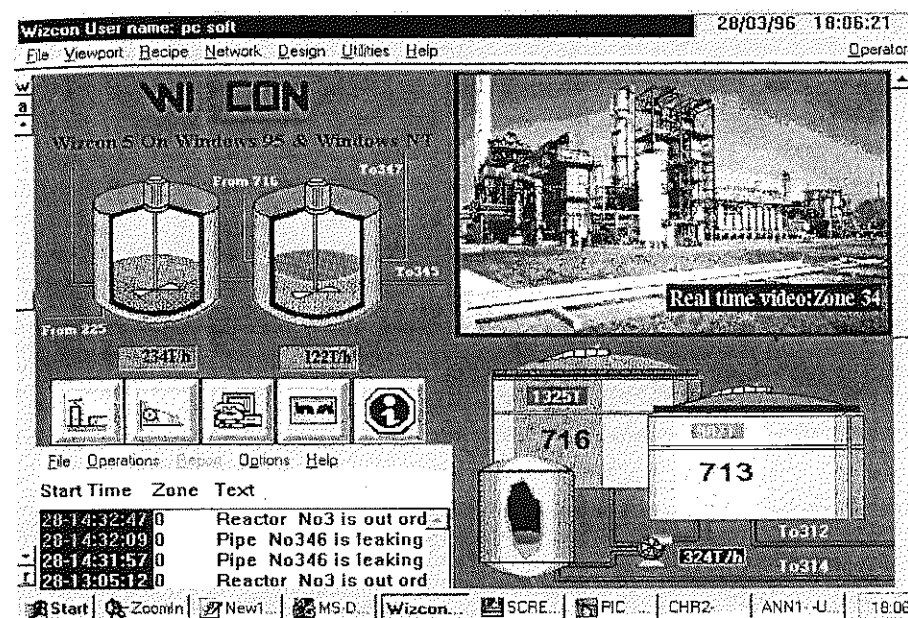 Wizcon User name: pc soft
28/03/96 18:06:21
File Viewport Recipe Network Design Utilities Help
Operator
w
a
WI CON
Wizcon 5 On Windows 95 & Windows NT
From 716
To347
To345
From 225
234T/h
122T/h
Real time video:Zone 34
1325T
716
713
324T/h
To312
To314
File Operations Report Options Help
Start Time Zone Text
28-14:32:47 0 Reactor No3 is out ord
28-14:32:09 0 Pipe No346 is leaking
28-14:31:57 0 Pipe No346 is leaking
28-13:05:12 0 Reactor No3 is out ord
Start ZoomIn New1... MS-D... Wizcon... SCRE... PIC CHR2- ANN1- -U... 18:06